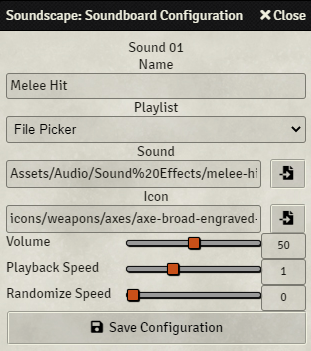 Soundscape: Soundboard Configuration Close
Sound 01
Name
Melee Hit
Playlist
File Picker
Sound
Assets/Audio/Sound%20Effects/melee-hi
Icon
icons/weapons/axes/axe-broad-engraved-
Volume 50
Playback Speed 1
Randomize Speed 0
Save Configuration